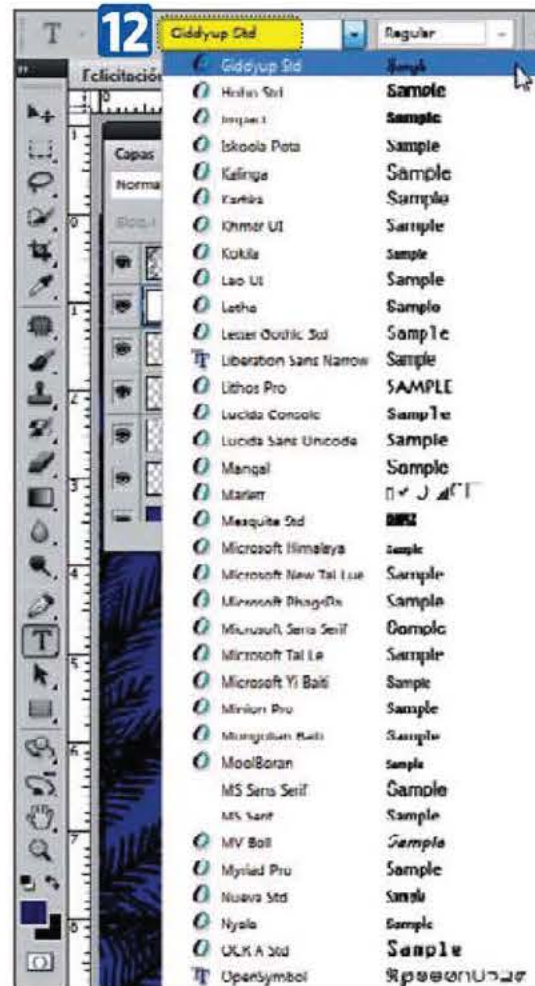 T 12 Giddyup Std Regular
Felicitación
Capas
Norma
Giddyup Std Sample
Hobo Std Sample
Impact Sample
Iskoola Pota Sample
Kalinga Sample
Kartika Sample
Khmer UI Sample
Kokila Sample
Lao UI Sample
Latha Sample
Letter Gothic Std Sample
Liberation Sans Narrow Sample
Lithos Pro SAMPLE
Lucida Console Sample
Lucida Sans Unicode Sample
Mangal Sample
Marlett
Mesquite Std
Microsoft Himalaya Sample
Microsoft New Tai Lue Sample
Microsoft PhagsPa Sample
Microsoft Sans Serif Sample
Microsoft Tai Le Sample
Microsoft Yi Baiti Sample
Minion Pro Sample
Mongolian Baiti Sample
MoolBoran Sample
MS Sans Serif Sample
MS Serif Sample
MV Boli Sample
Myriad Pro Sample
Nueva Std Sample
Nyala Sample
OCR A Std Sample
OpenSymbol